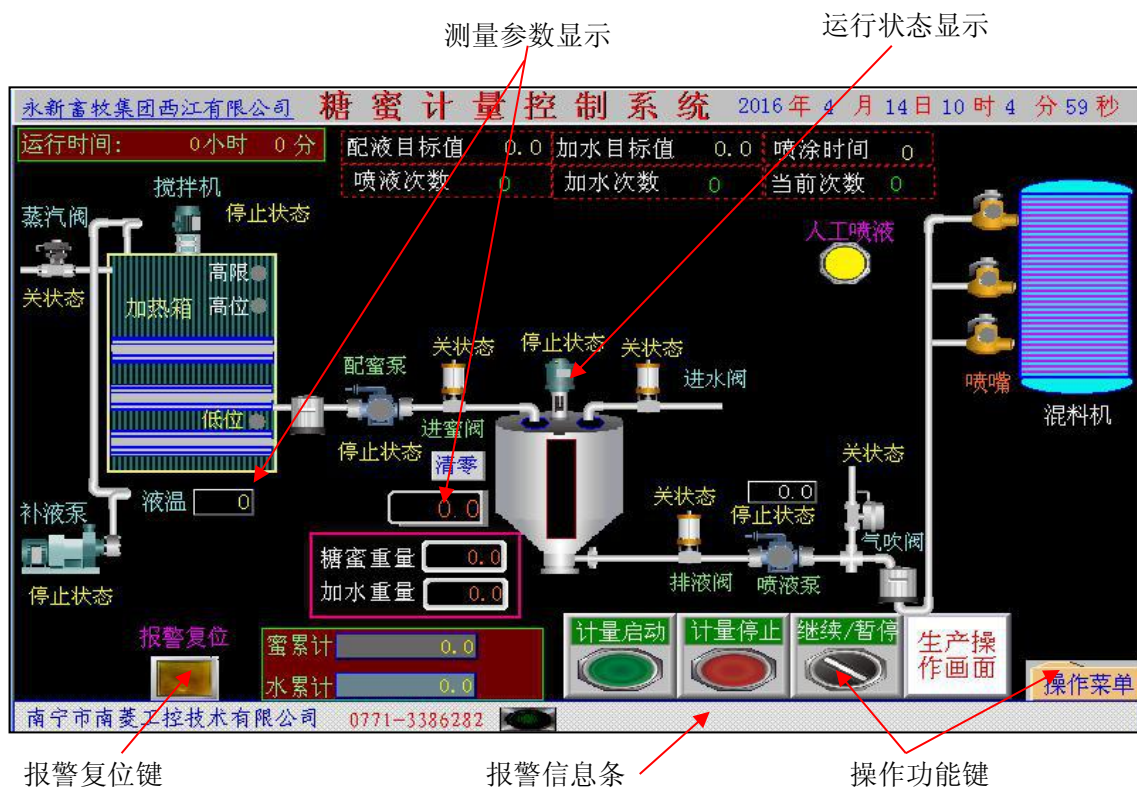 测量参数显示
运行状态显示
永新畜牧集团西江有限公司 糖蜜计量控制系统 2016年 4 月 14日 10 时 4 分 59 秒
运行时间: 0小时 0分
配液目标值 0.0 加水目标值 0.0 喷涂时间 0
喷液次数 0 加水次数 0 当前次数 0
搅拌机
停止状态
蒸汽阀
人工喷液
高限
关状态
加热箱 高位
关状态 停止状态 关状态
配蜜泵
进水阀
喷嘴
低位
进蜜阀
混料机
停止状态
清零
关状态
液温 0
关状态
0.0
0.0
停止状态
补液泵
气吹阀
糖蜜重量 0.0
排液阀 喷液泵
加水重量 0.0
停止状态
报警复位
蜜累计 0.0
水累计 0.0
计量启动 计量停止 继续/暂停
生产操
作画面
操作菜单
南宁市南菱工控技术有限公司 0771-3386282
报警复位键
报警信息条
操作功能键